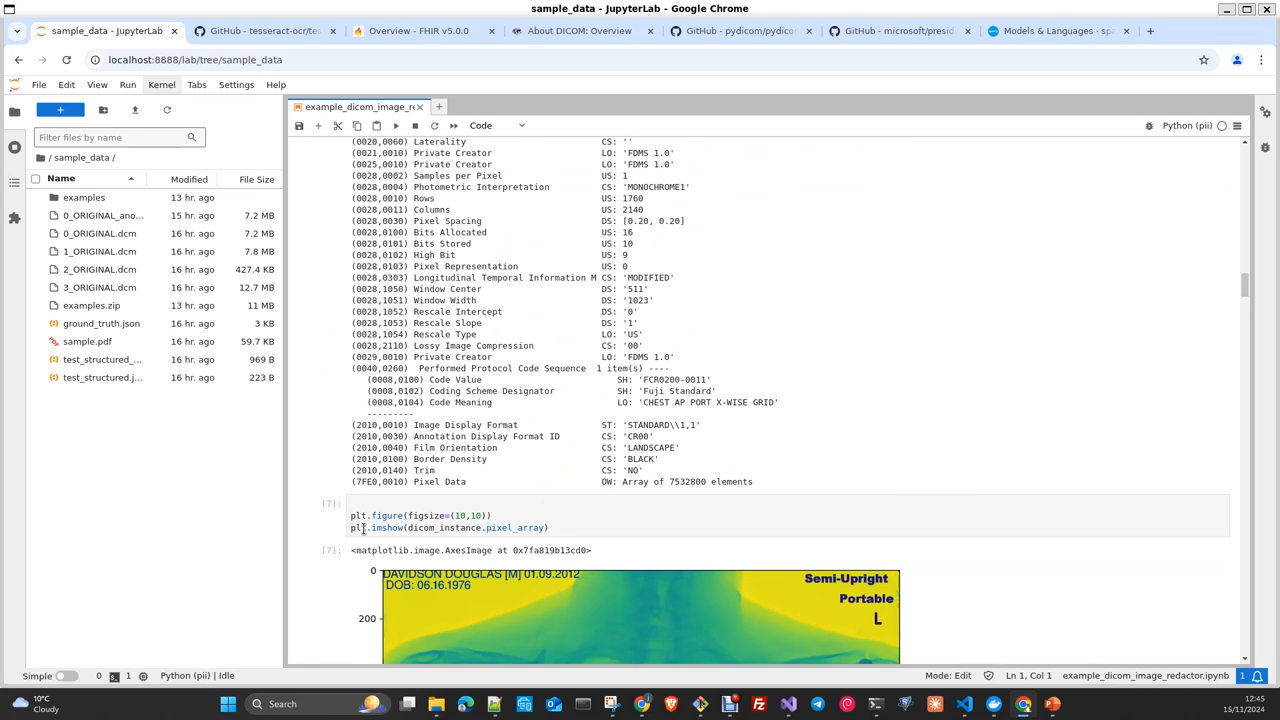 sample_data - JupyterLab - Google Chrome
sample_data - JupyterLab
GitHub - tesseract-ocr/tes
Overview - FHIR v5.0.0
About DICOM: Overview
GitHub - pydicom/pydicom
GitHub - microsoft/presid
Models & Languages · spa
localhost:8888/lab/tree/sample_data
File Edit View Run Kernel Tabs Settings Help
example_dicom_image_re
Filter files by name
Code
Python (pii)
/ sample_data /
Name Modified File Size
examples 13 hr. ago
0_ORIGINAL_ano... 15 hr. ago 7.2 MB
0_ORIGINAL.dcm 16 hr. ago 7.2 MB
1_ORIGINAL.dcm 16 hr. ago 7.8 MB
2_ORIGINAL.dcm 16 hr. ago 427.4 KB
3_ORIGINAL.dcm 16 hr. ago 12.7 MB
examples.zip 13 hr. ago 11 MB
ground_truth.json 16 hr. ago 3 KB
sample.pdf 16 hr. ago 59.7 KB
test_structured_... 16 hr. ago 969 B
test_structured.j... 16 hr. ago 223 B
(0020,0060) Laterality CS: ''
(0021,0010) Private Creator LO: 'FDMS 1.0'
(0025,0010) Private Creator LO: 'FDMS 1.0'
(0028,0002) Samples per Pixel US: 1
(0028,0004) Photometric Interpretation CS: 'MONOCHROME1'
(0028,0010) Rows US: 1760
(0028,0011) Columns US: 2140
(0028,0030) Pixel Spacing DS: [0.20, 0.20]
(0028,0100) Bits Allocated US: 16
(0028,0101) Bits Stored US: 10
(0028,0102) High Bit US: 9
(0028,0103) Pixel Representation US: 0
(0028,0303) Longitudinal Temporal Information M CS: 'MODIFIED'
(0028,1050) Window Center DS: '511'
(0028,1051) Window Width DS: '1023'
(0028,1052) Rescale Intercept DS: '0'
(0028,1053) Rescale Slope DS: '1'
(0028,1054) Rescale Type LO: 'US'
(0028,2110) Lossy Image Compression CS: '00'
(0029,0010) Private Creator LO: 'FDMS 1.0'
(0040,0260) Performed Protocol Code Sequence 1 item(s) ----
(0008,0100) Code Value SH: 'FCR0200-0011'
(0008,0102) Coding Scheme Designator SH: 'Fuji Standard'
(0008,0104) Code Meaning LO: 'CHEST AP PORT X-WISE GRID'
---------
(2010,0010) Image Display Format ST: 'STANDARD\\1,1'
(2010,0030) Annotation Display Format ID CS: 'CR00'
(2010,0040) Film Orientation CS: 'LANDSCAPE'
(2010,0100) Border Density CS: 'BLACK'
(2010,0140) Trim CS: 'NO'
(7FE0,0010) Pixel Data OW: Array of 7532800 elements
[7]:
plt.figure(figsize=(10,10))
plt.imshow(dicom_instance.pixel_array)
[7]: <matplotlib.image.AxesImage at 0x7fa819b13cd0>
0
200
DAVIDSON DOUGLAS [M] 01.09.2012
DOB: 06.16.1976
Semi-Upright
Portable
L
Simple 0 1 Python (pii) | Idle
Mode: Edit Ln 1, Col 1 example_dicom_image_redactor.ipynb 1
10°C
Cloudy
Search
12:45
15/11/2024